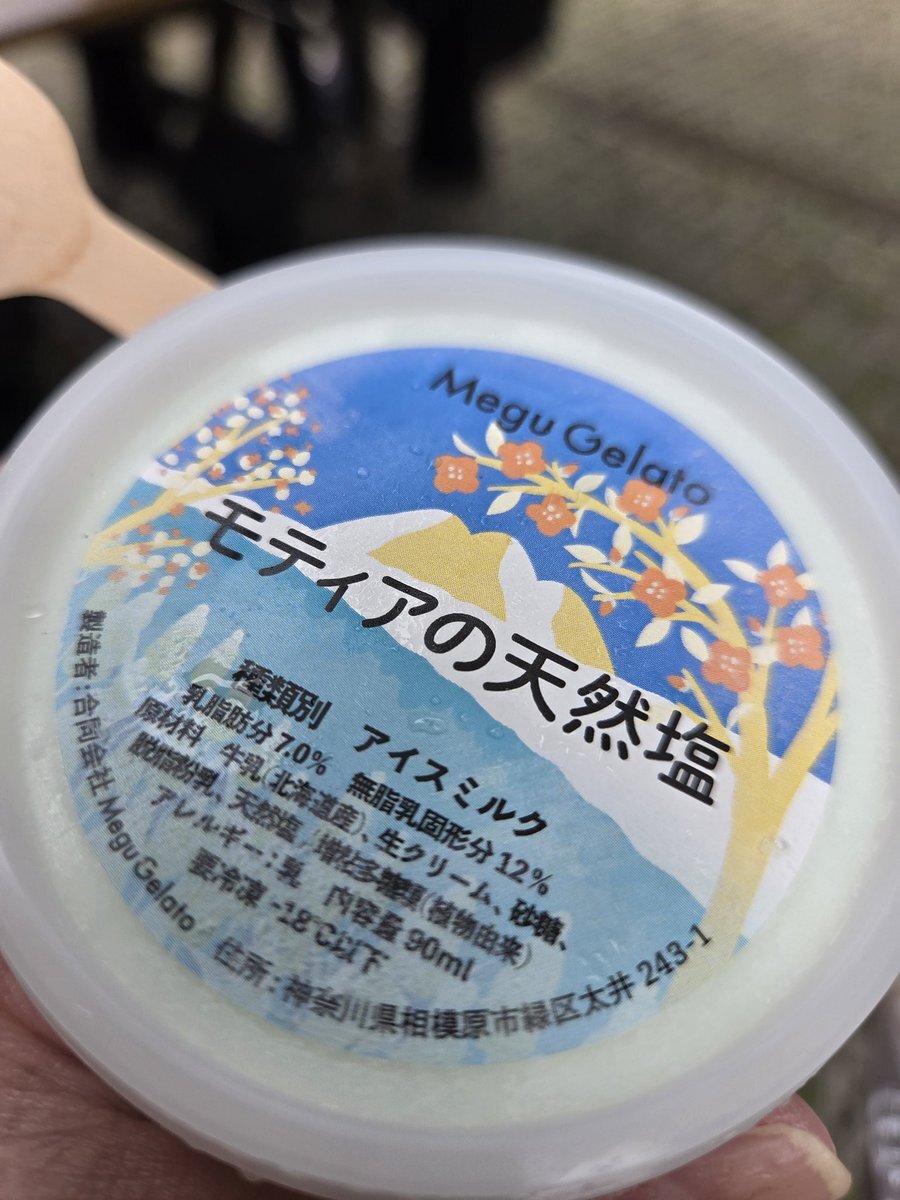 Megu Gelato
モティアの天然塩
種類別 アイスミルク
乳脂肪分 7.0% 無脂乳固形分 12%
原材料 牛乳(北海道産)、生クリーム、砂糖、
脱脂粉乳、天然塩/増粘多糖類(植物由来)
アレルギー:乳 内容量 90ml
要冷凍 -18℃以下
製造者:合同会社 Megu Gelato 住所:神奈川県相模原市緑区太井 243-1